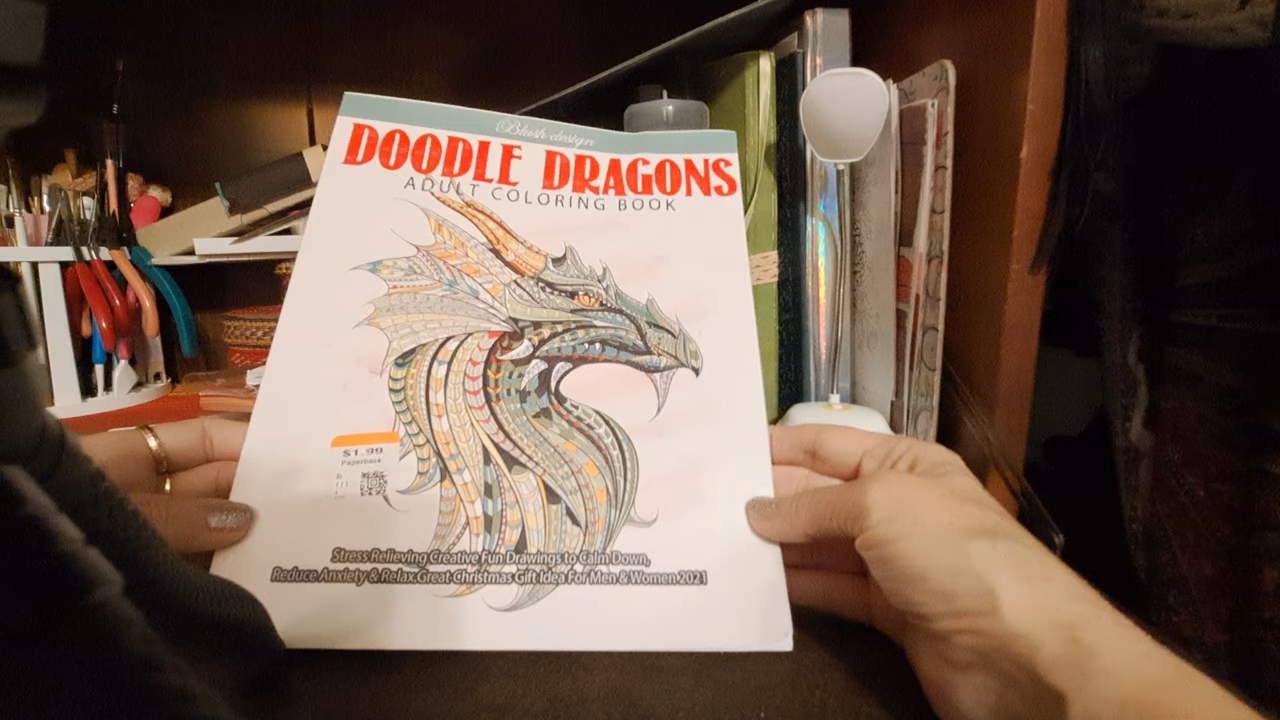 Blush design
DOODLE DRAGONS
ADULT COLORING BOOK
$1.99
Paperback
Stress Relieving Creative Fun Drawings to Calm Down,
Reduce Anxiety & Relax.Great Christmas Gift Idea For Men & Women 2021